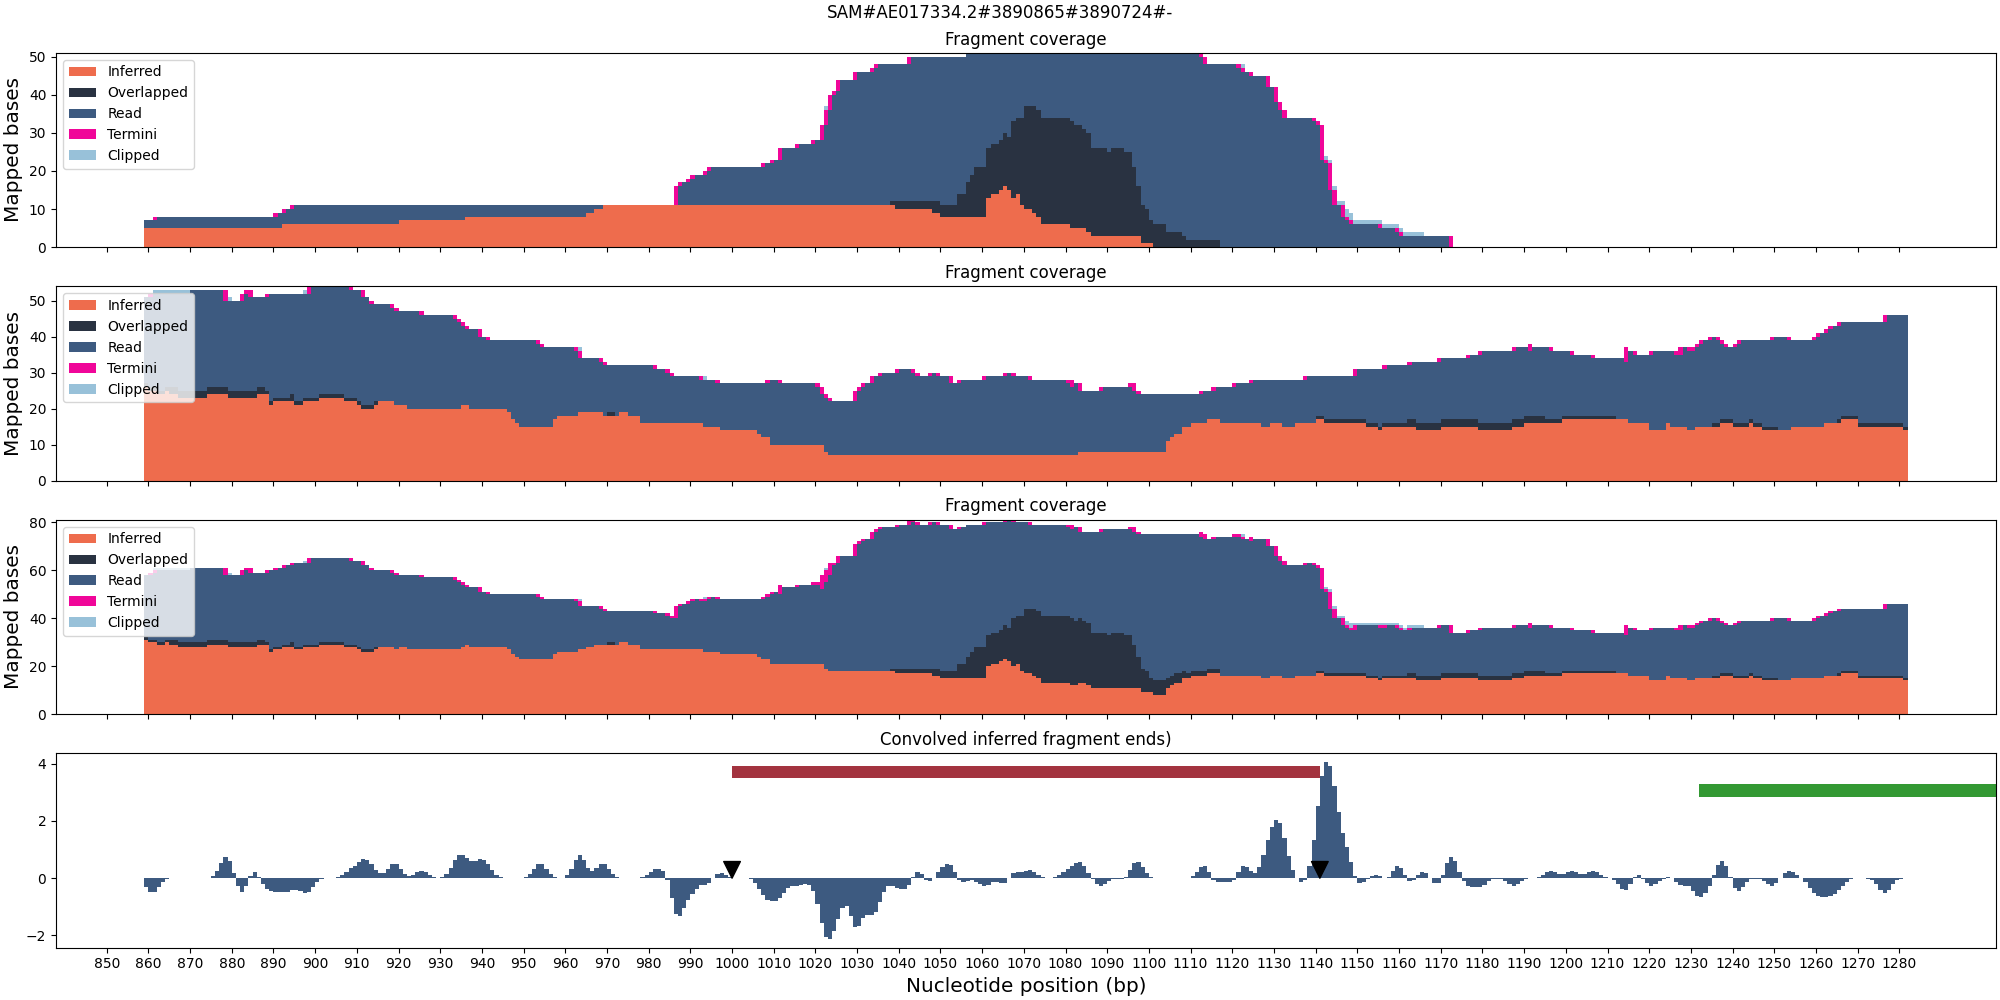 SAM#AE017334.2#3890865#3890724#-
Fragment coverage
Mapped bases
50
40
30
20
10
0
Inferred
Overlapped
Read
Termini
Clipped
Fragment coverage
Mapped bases
50
40
30
20
10
0
Inferred
Overlapped
Read
Termini
Clipped
Fragment coverage
Mapped bases
80
60
40
20
0
Inferred
Overlapped
Read
Termini
Clipped
Convolved inferred fragment ends)
4
2
0
−2
850 860 870 880 890 900 910 920 930 940 950 960 970 980 990 1000 1010 1020 1030 1040 1050 1060 1070 1080 1090 1100 1110 1120 1130 1140 1150 1160 1170 1180 1190 1200 1210 1220 1230 1240 1250 1260 1270 1280
Nucleotide position (bp)